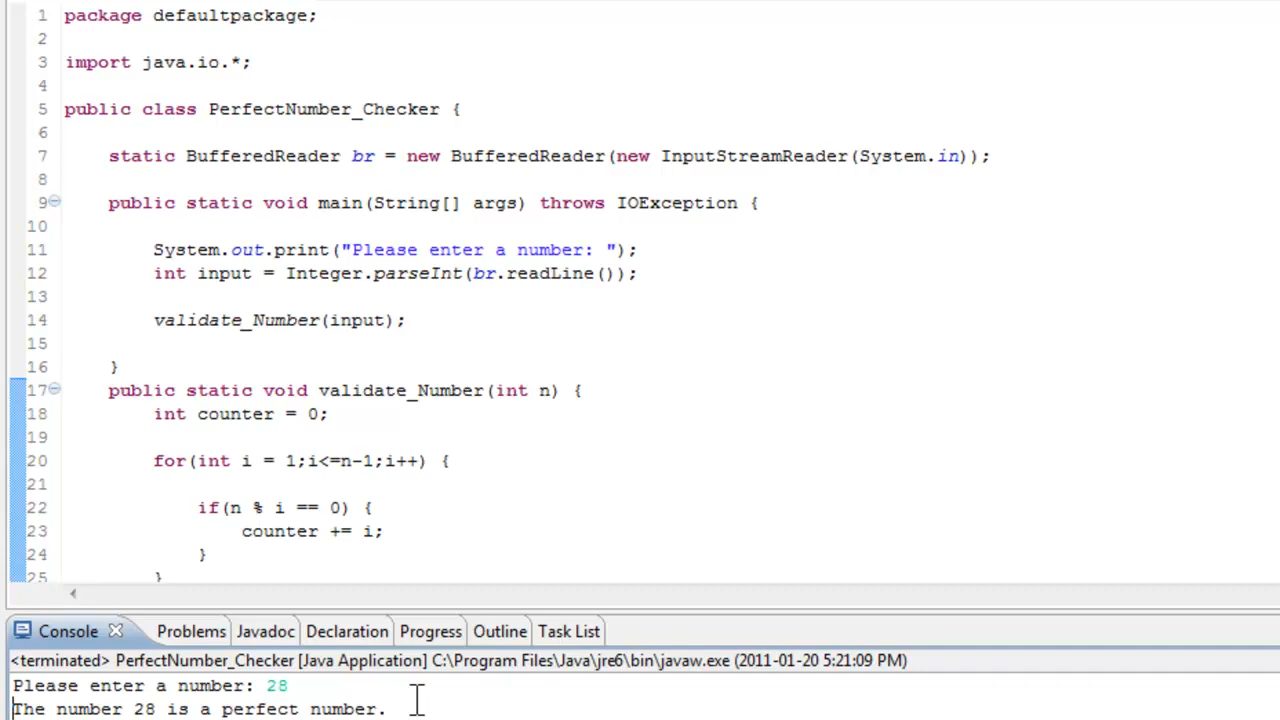 1 package defaultpackage;
2
3 import java.io.*;
4
5 public class PerfectNumber_Checker {
6
7 static BufferedReader br = new BufferedReader(new InputStreamReader(System.in));
8
9 public static void main(String[] args) throws IOException {
10
11 System.out.print("Please enter a number: ");
12 int input = Integer.parseInt(br.readLine());
13
14 validate_Number(input);
15
16 }
17 public static void validate_Number(int n) {
18 int counter = 0;
19
20 for(int i = 1;i<=n-1;i++) {
21
22 if(n % i == 0) {
23 counter += i;
24 }
25 }
Console Problems Javadoc Declaration Progress Outline Task List
<terminated> PerfectNumber_Checker [Java Application] C:\Program Files\Java\jre6\bin\javaw.exe (2011-01-20 5:21:09 PM)
Please enter a number: 28
The number 28 is a perfect number.